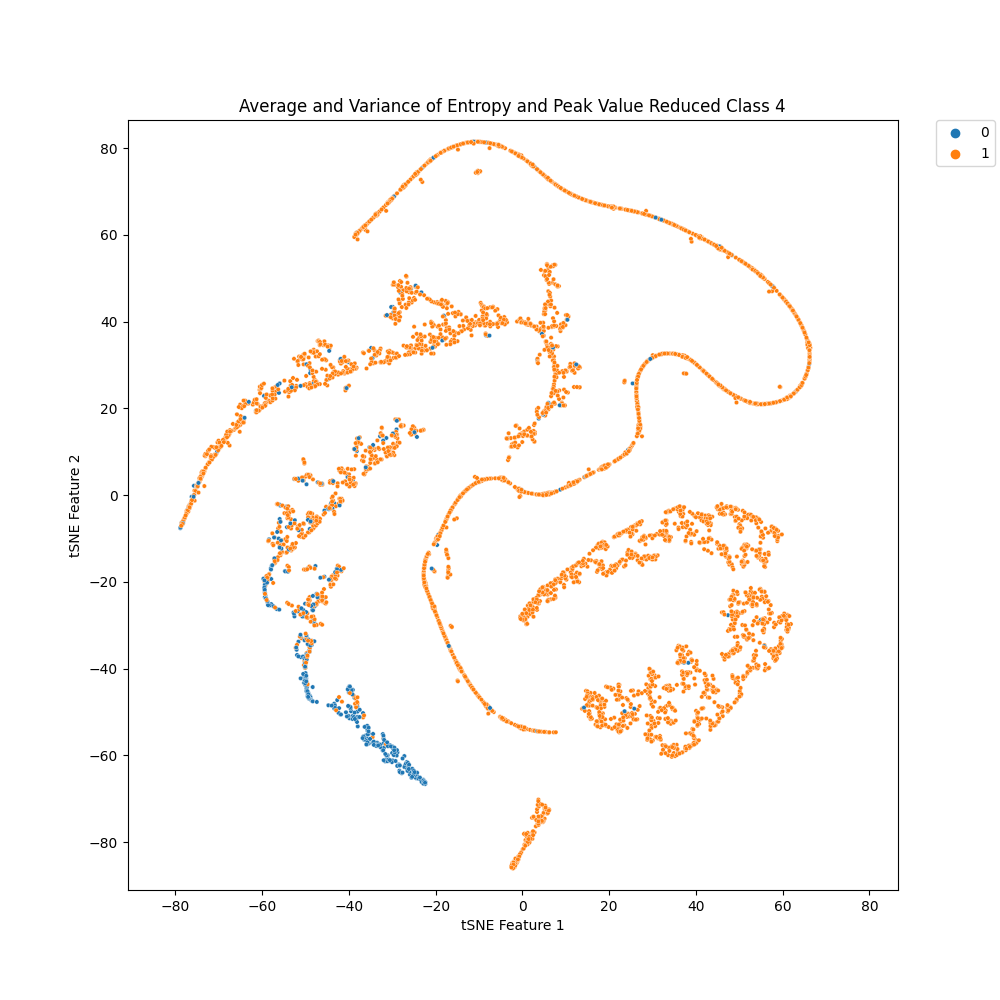 Average and Variance of Entropy and Peak Value Reduced Class 4
0
1
80
60
40
20
0
−20
−40
−60
−80
tSNE Feature 2
−80 −60 −40 −20 0 20 40 60 80
tSNE Feature 1